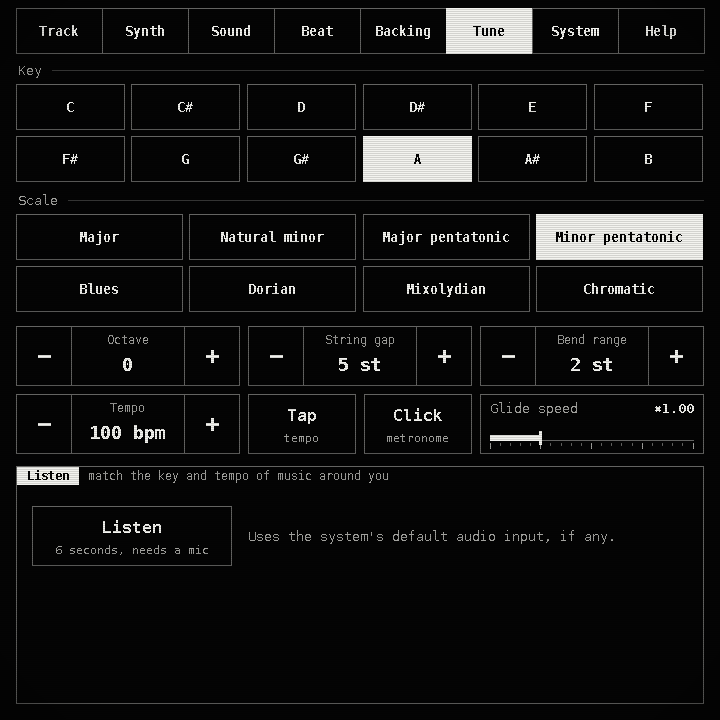 Track Synth Sound Beat Backing Tune System Help
Key
C C# D D# E F
F# G G# A A# B
Scale
Major Natural minor Major pentatonic Minor pentatonic
Blues Dorian Mixolydian Chromatic
Octave String gap Bend range
− 0 + − 5 st + − 2 st +
Tempo Glide speed ×1.00
− 100 bpm + Tap Click
tempo metronome
Listen match the key and tempo of music around you
Listen
6 seconds, needs a mic
Uses the system's default audio input, if any.